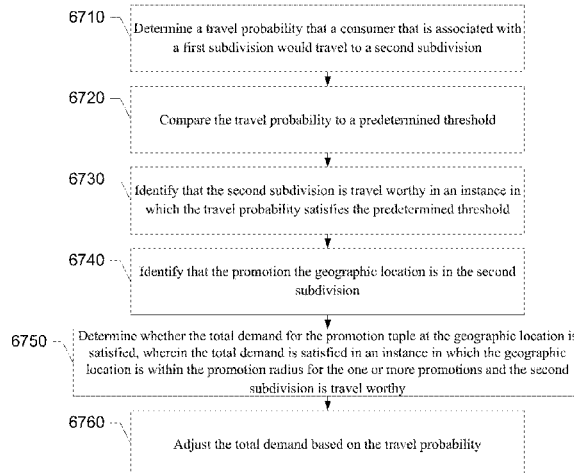 6710
Determine a travel probability that a consumer that is associated with
a first subdivision would travel to a second subdivision
6720
Compare the travel probability to a predetermined threshold
6730
Identify that the second subdivision is travel worthy in an instance in
which the travel probability satisfies the predetermined threshold
6740
Identify that the promotion the geographic location is in the second
subdivision
6750
Determine whether the total demand for the promotion tuple at the geographic location is
satisfied, wherein the total demand is satisfied in an instance in which the geographic
location is within the promotion radius for the one or more promotions and the second
subdivision is travel worthy
6760
Adjust the total demand based on the travel probability